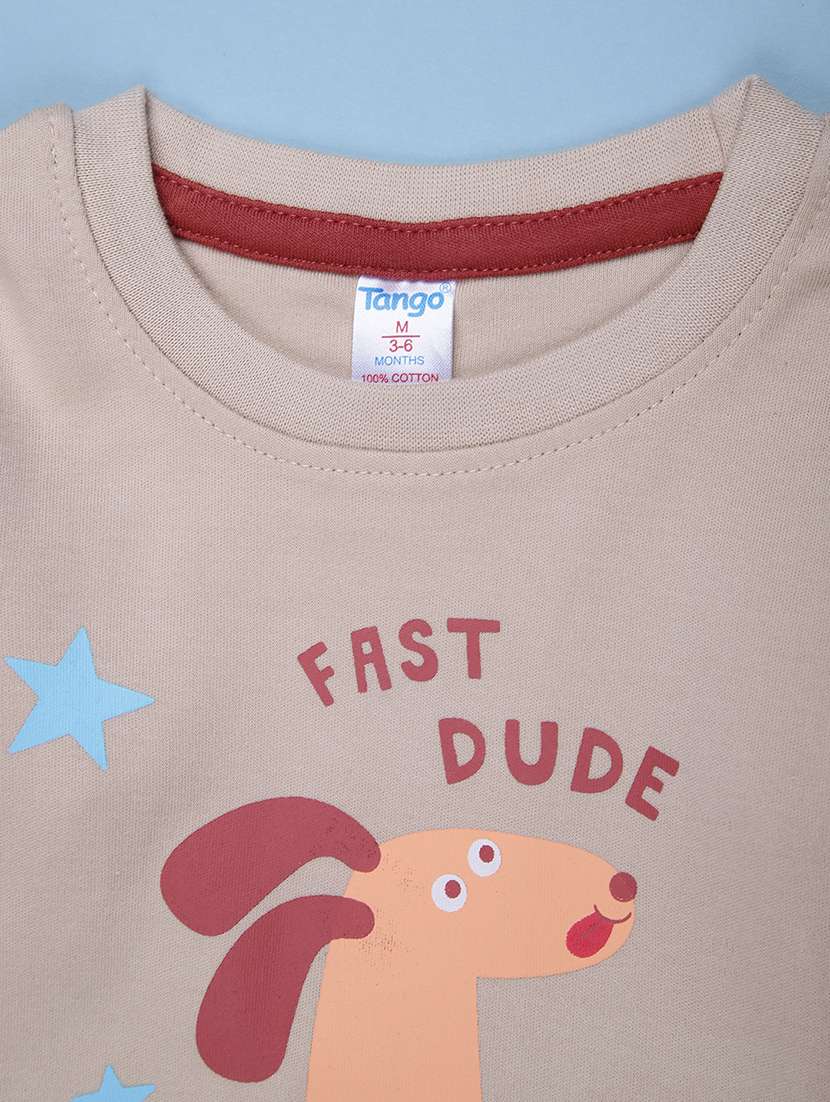 Tango®
M
3-6
MONTHS
100% COTTON
FAST
DUDE